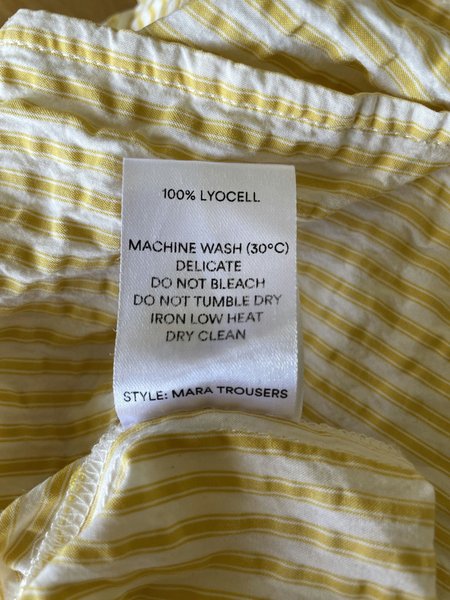 100% LYOCELL
MACHINE WASH (30°C)
DELICATE
DO NOT BLEACH
DO NOT TUMBLE DRY
IRON LOW HEAT
DRY CLEAN
STYLE: MARA TROUSERS